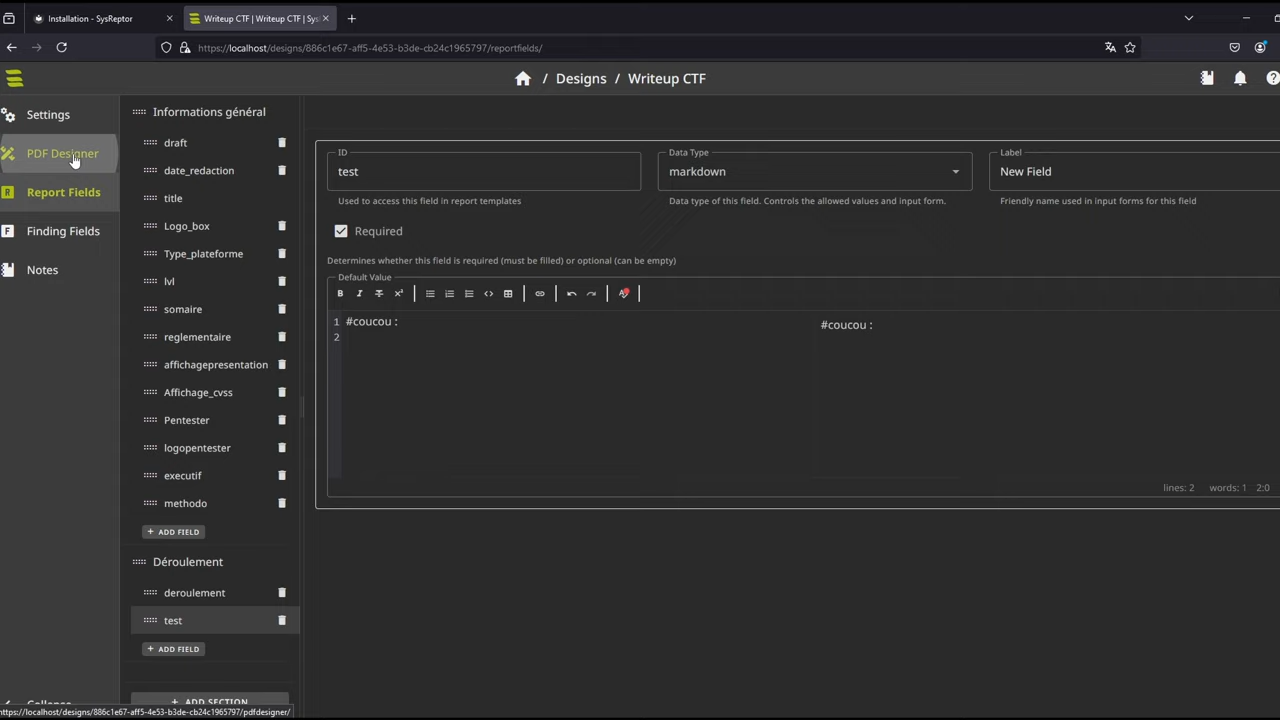 Installation - SysReptor
Writeup CTF | Writeup CTF | Sys
https://localhost/designs/886c1e67-aff5-4e53-b3de-cb24c1965797/reportfields/
/ Designs / Writeup CTF
Settings
PDF Designer
Report Fields
Finding Fields
Notes
Informations général
draft
date_redaction
title
Logo_box
Type_plateforme
lvl
somaire
reglementaire
affichagepresentation
Affichage_cvss
Pentester
logopentester
executif
methodo
+ ADD FIELD
Déroulement
deroulement
test
+ ADD FIELD
+ ADD SECTION
ID
test
Used to access this field in report templates
Data Type
markdown
Data type of this field. Controls the allowed values and input form.
Label
New Field
Friendly name used in input forms for this field
Required
Determines whether this field is required (must be filled) or optional (can be empty)
Default Value
1 #coucou :
2
#coucou :
lines: 2 words: 1 2:0
https://localhost/designs/886c1e67-aff5-4e53-b3de-cb24c1965797/pdfdesigner/